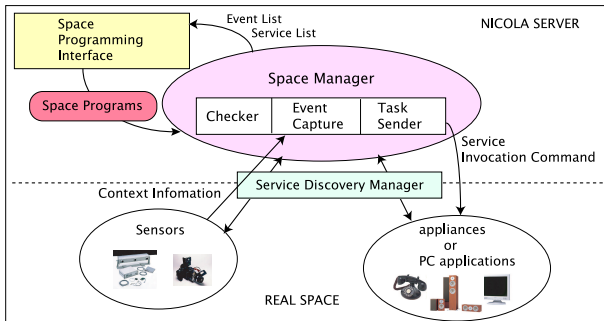 Event List
Service List
NICOLA SERVER
Space
Programming
Interface
Space Manager
Space Programs
Checker
Event
Capture
Task
Sender
Service
Invocation Command
Context Infomation
Service Discovery Manager
Sensors
appliances
or
PC applications
REAL SPACE